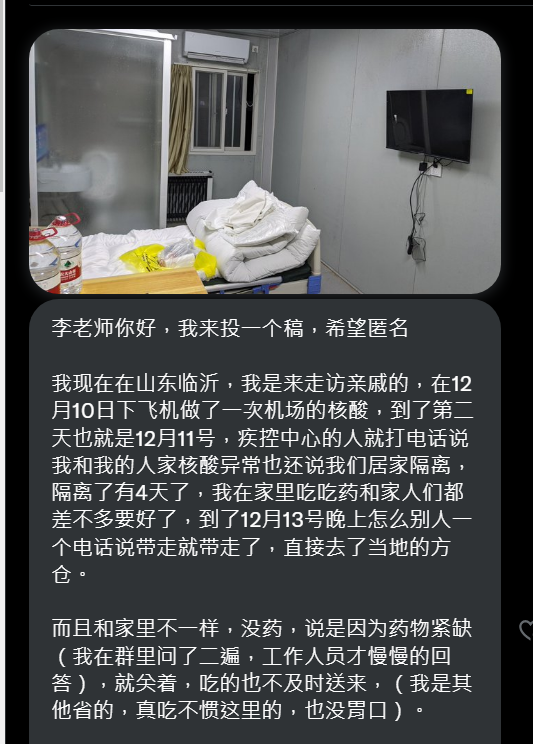 李老师你好，我来投一个稿，希望匿名
我现在在山东临沂，我是来走访亲戚的，在12
月10日下飞机做了一次机场的核酸，到了第二
天也就是12月11号，疾控中心的人就打电话说
我和我的人家核酸异常也还说我们居家隔离，
隔离了有4天了，我在家里吃吃药和家人们都
差不多要好了，到了12月13号晚上怎么别人一
个电话说带走就带走了，直接去了当地的方
仓。
而且和家里不一样，没药，说是因为药物紧缺
（我在群里问了二遍，工作人员才慢慢的回
答），就关着，吃的也不及时送来，（我是其
他省的，真吃不惯这里的，也没胃口）。